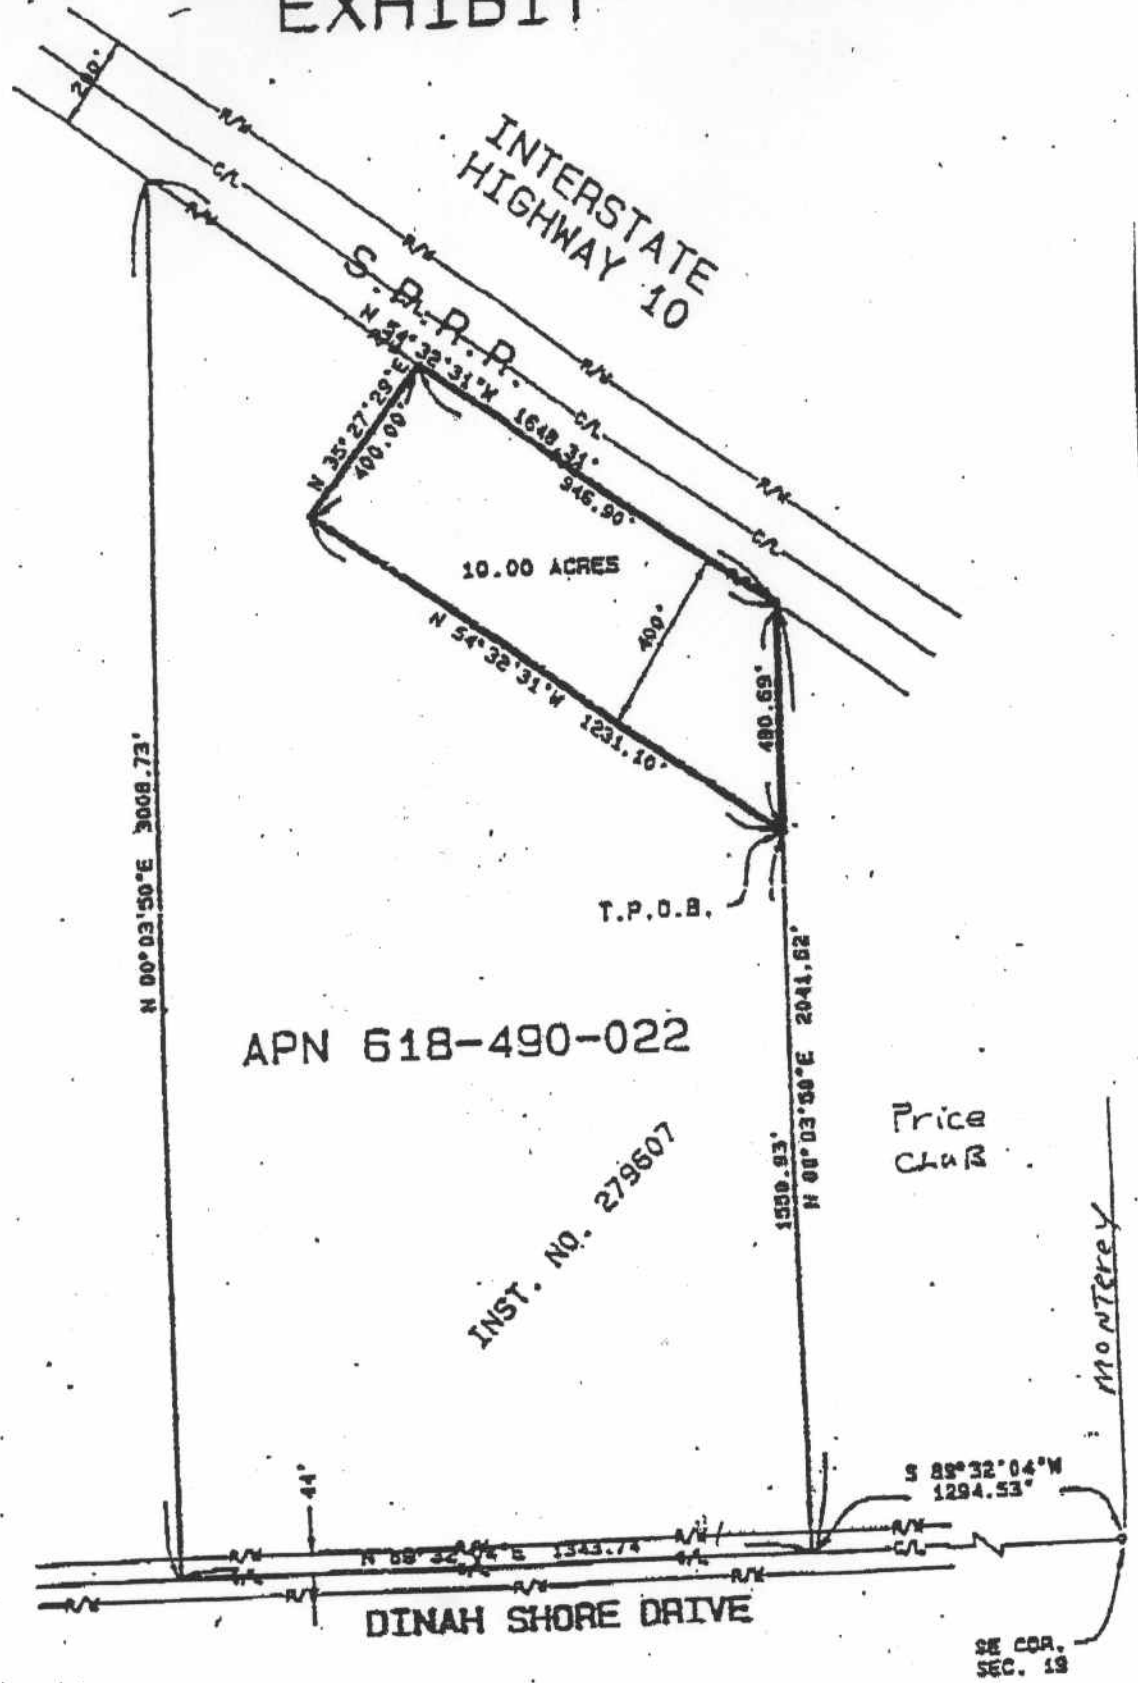 EXHIBIT
200'
R/W
C/L
R/W
INTERSTATE
HIGHWAY 10
R/W
S.P.R.R.
C/L
R/W
N 54°32'31"W 1648.31'
R/W
C/L
R/W
C/L
R/W
N 35°27'29"E
400.00'
946.90'
10.00 ACRES
400'
N 54°32'31"W 1231.10'
480.69'
N 00°03'50"E 3008.73'
T.P.O.B.
N 00°03'50"E 2041.62'
APN 618-490-022
INST. NO. 279607
Price
CLUB
MONTerey
S 89°32'04"W
1294.53'
44'
R/W
R/W
R/W
R/W
1343.74
C/L
C/L
C/L
C/L
R/W
R/W
R/W
R/W
DINAH SHORE DRIVE
SE COR.
SEC. 19